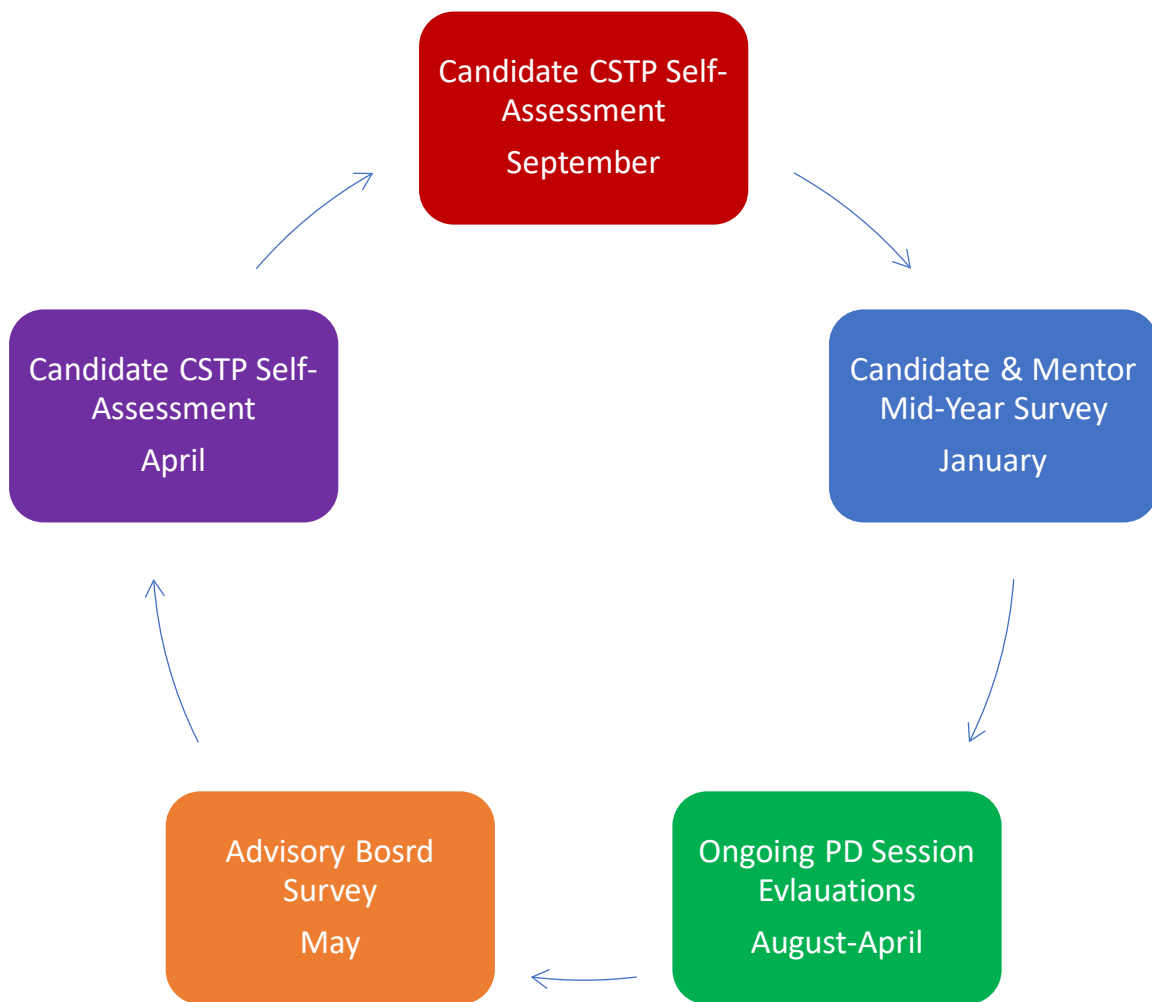 Candidate CSTP Self-
Assessment
September
Candidate & Mentor
Mid-Year Survey
January
Ongoing PD Session
Evlauations
August-April
Advisory Bosrd
Survey
May
Candidate CSTP Self-
Assessment
April